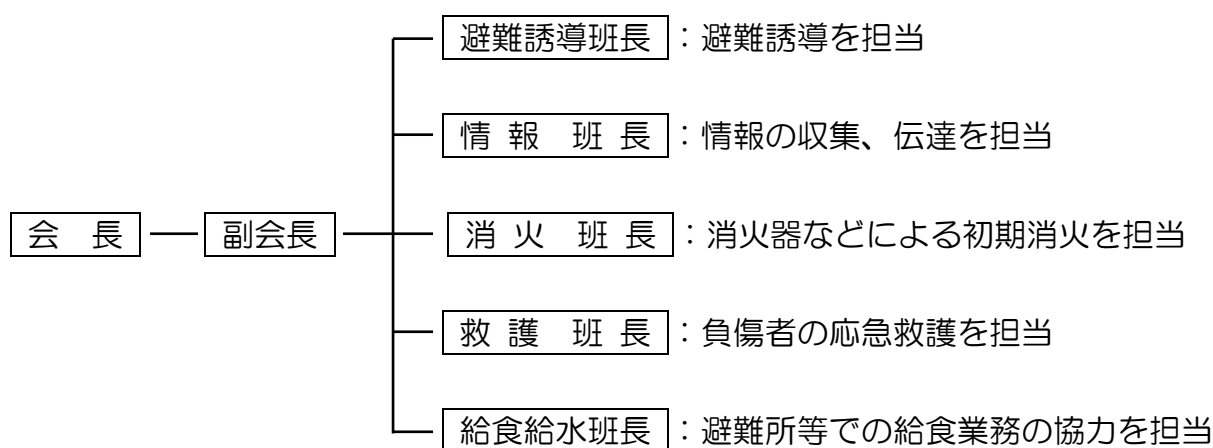 避難誘導班長：避難誘導を担当
情報　班長：情報の収集、伝達を担当
会　長　副会長　消火　班長：消火器などによる初期消火を担当
救護　班長：負傷者の応急救護を担当
給食給水班長：避難所等での給食業務の協力を担当